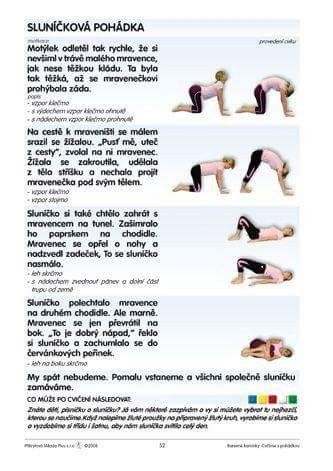 SLUNÍČKOVÁ POHÁDKA
motivace
provedení cviku
Motýlek odletěl tak rychle, že si
nevšiml v trávě malého mravence,
jak nese těžkou kládu. Ta byla
tak těžká, až se mravenečkovi
prohýbala záda.
popis
- vzpor klečmo
- s výdechem vzpor klečmo ohnutě
- s nádechem vzpor klečmo prohnutě
Na cestě k mraveništi se málem
srazil se žížalou. „Pusť mě, uteč
z cesty", zvolal na ni mravenec.
Žížala se zakroutila, udělala
z těla stříšku a nechala projít
mravenečka pod svým tělem.
- vzpor klečmo
- vzpor stojmo
Sluníčko si také chtělo zahrát s
mravencem na tunel. Zašimralo
ho paprskem na chodidle.
Mravenec se opřel o nohy a
nadzvedl zadeček, To se sluníčko
nasmálo.
- leh skrčmo
- s nádechem zvednout pánev a dolní část
trupu od země
Sluníčko polechtalo mravence
na druhém chodidle. Ale marně.
Mravenec se jen převrátil na
bok. „To je dobrý nápad," řeklo
si sluníčko a zachumlalo se do
červánkových peřinek.
- leh na boku skrčmo
My spát nebudeme. Pomalu vstaneme a všichni společně sluníčku
zamáváme.
CO MŮŽE PO CVIČENÍ NÁSLEDOVAT:
Znáte děti, písničku o sluníčku? Já vám některé zazpívám a vy si můžete vybrat tu nejhezčí,
kterou se naučíme. Když nalepíme žluté proužky na připravený žlutý kruh, vyrobíme si sluníčko
a vyzdobíme si třídu i šatnu, aby nám sluníčko svítilo celý den.
©2008
52
Barevné kamínky: Cvičíme s pohádkou